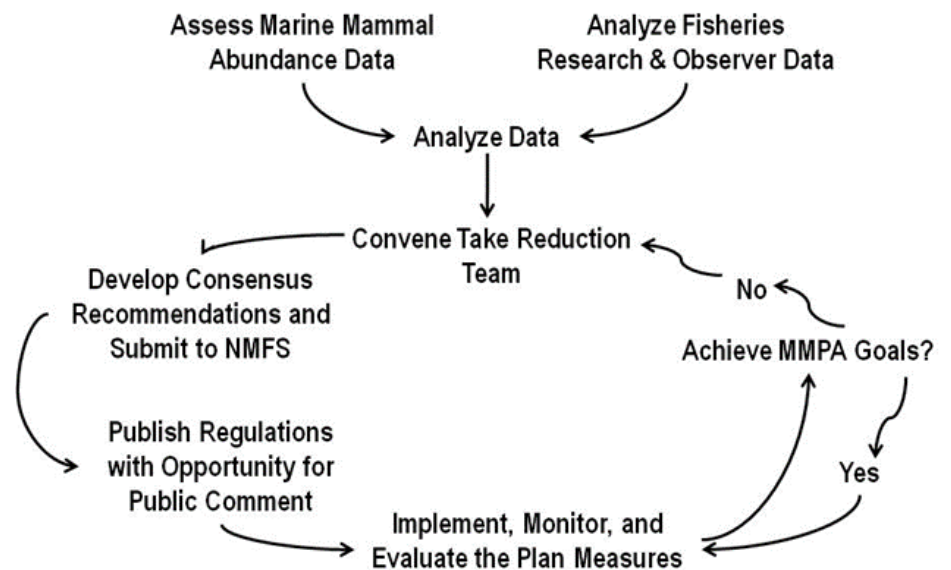 Assess Marine Mammal
Abundance Data
Analyze Fisheries
Research & Observer Data
Analyze Data
Convene Take Reduction
Team
Develop Consensus
Recommendations and
Submit to NMFS
No
Achieve MMPA Goals?
Publish Regulations
with Opportunity for
Public Comment
Yes
Implement, Monitor, and
Evaluate the Plan Measures